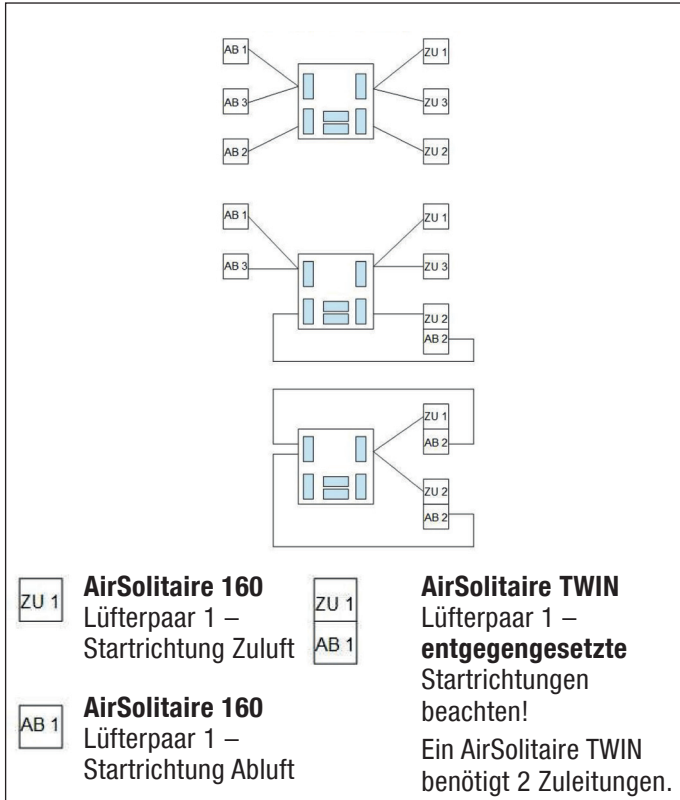 AB 1
ZU 1
AB 3
ZU 3
AB 2
ZU 2
AB 1
ZU 1
AB 3
ZU 3
ZU 2
AB 2
ZU 1
AB 2
ZU 2
AB 2
ZU 1
AirSolitaire 160
Lüfterpaar 1 –
Startrichtung Zuluft
AB 1
AirSolitaire 160
Lüfterpaar 1 –
Startrichtung Abluft
ZU 1
AB 1
AirSolitaire TWIN
Lüfterpaar 1 –
entgegengesetzte
Startrichtungen
beachten!
Ein AirSolitaire TWIN
benötigt 2 Zuleitungen.